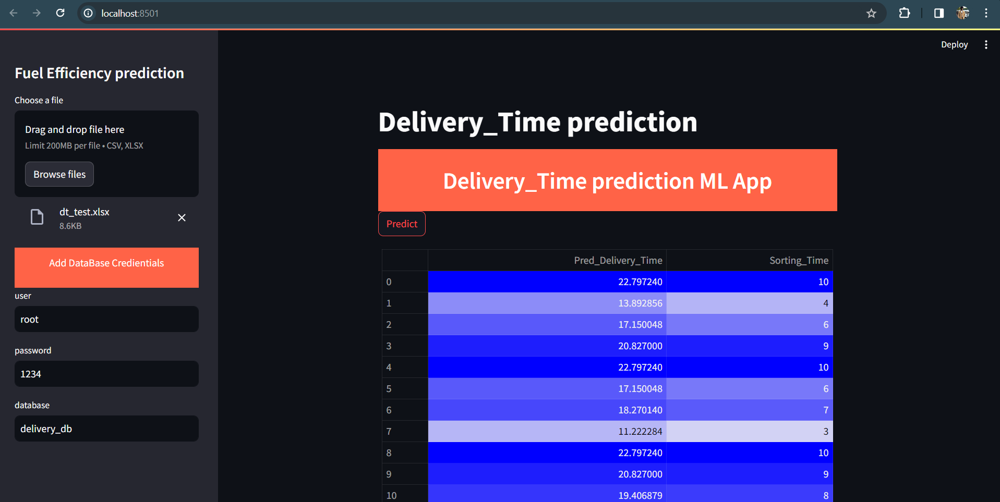 localhost:8501
Deploy
Fuel Efficiency prediction
Choose a file
Drag and drop file here
Limit 200MB per file • CSV, XLSX
Browse files
dt_test.xlsx
8.6KB
Add DataBase Credientials
user
root
password
1234
database
delivery_db
Delivery_Time prediction
Delivery_Time prediction ML App
Predict
Pred_Delivery_Time Sorting_Time
0 22.797240 10
1 13.892856 4
2 17.150048 6
3 20.827000 9
4 22.797240 10
5 17.150048 6
6 18.270140 7
7 11.222284 3
8 22.797240 10
9 20.827000 9
10 19.406879 8